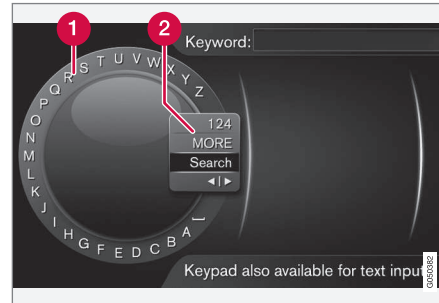 1
2
Keyword:
A B C D E F G H I J K L M N O P Q R S T U V W X Y Z
124
MORE
Search
◄|►
Keypad also available for text input
G050382